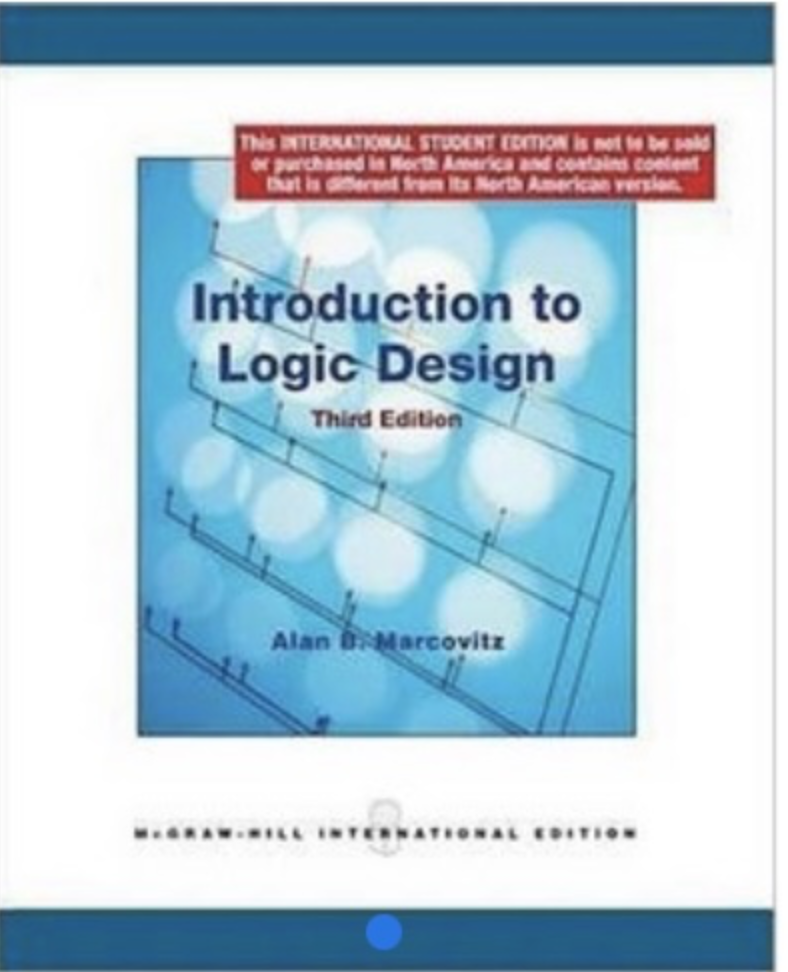 This INTERNATIONAL STUDENT EDITION is not to be sold
or purchased in North America and contains content
that is different from its North American version.
Introduction to
Logic Design
Third Edition
Alan B. Marcovitz
McGRAW-HILL INTERNATIONAL EDITION